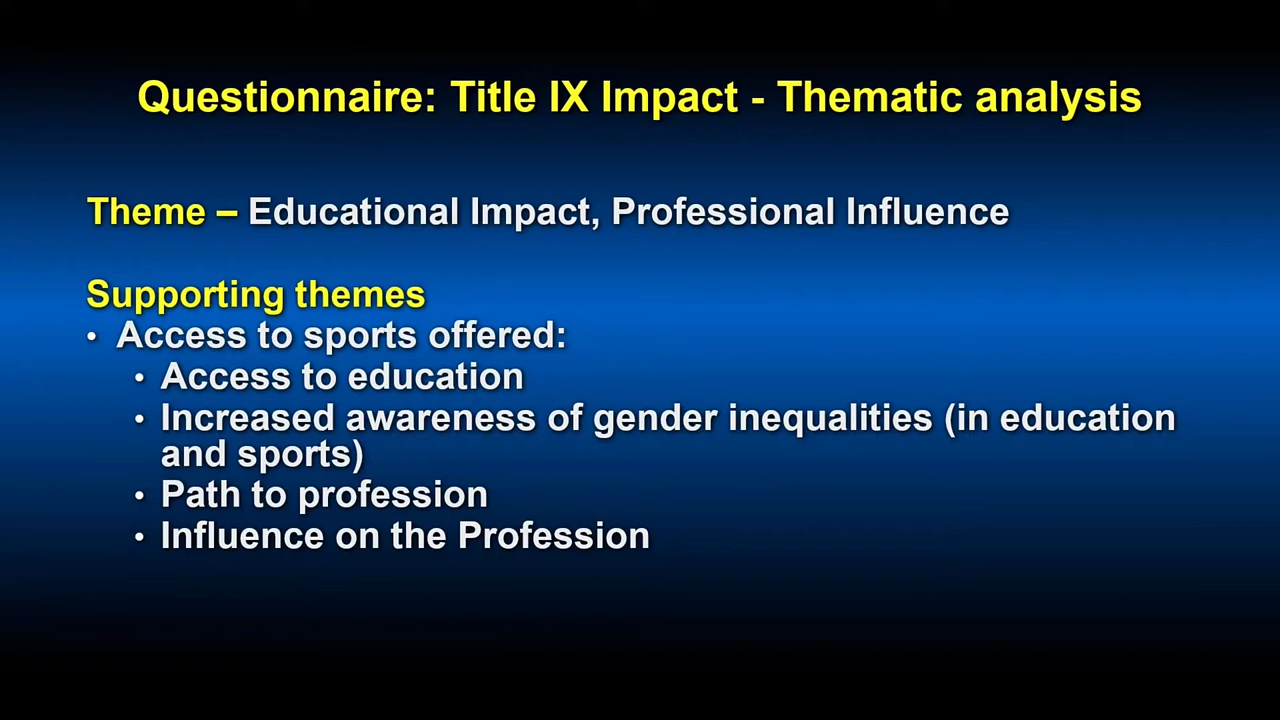 Questionnaire: Title IX Impact - Thematic analysis
Theme – Educational Impact, Professional Influence
Supporting themes
• Access to sports offered:
• Access to education
• Increased awareness of gender inequalities (in education
and sports)
• Path to profession
• Influence on the Profession